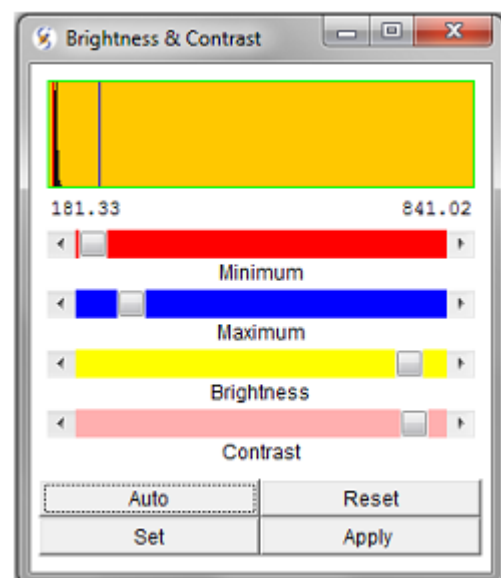 Brightness & Contrast
181.33 841.02
Minimum
Maximum
Brightness
Contrast
Auto Reset
Set Apply